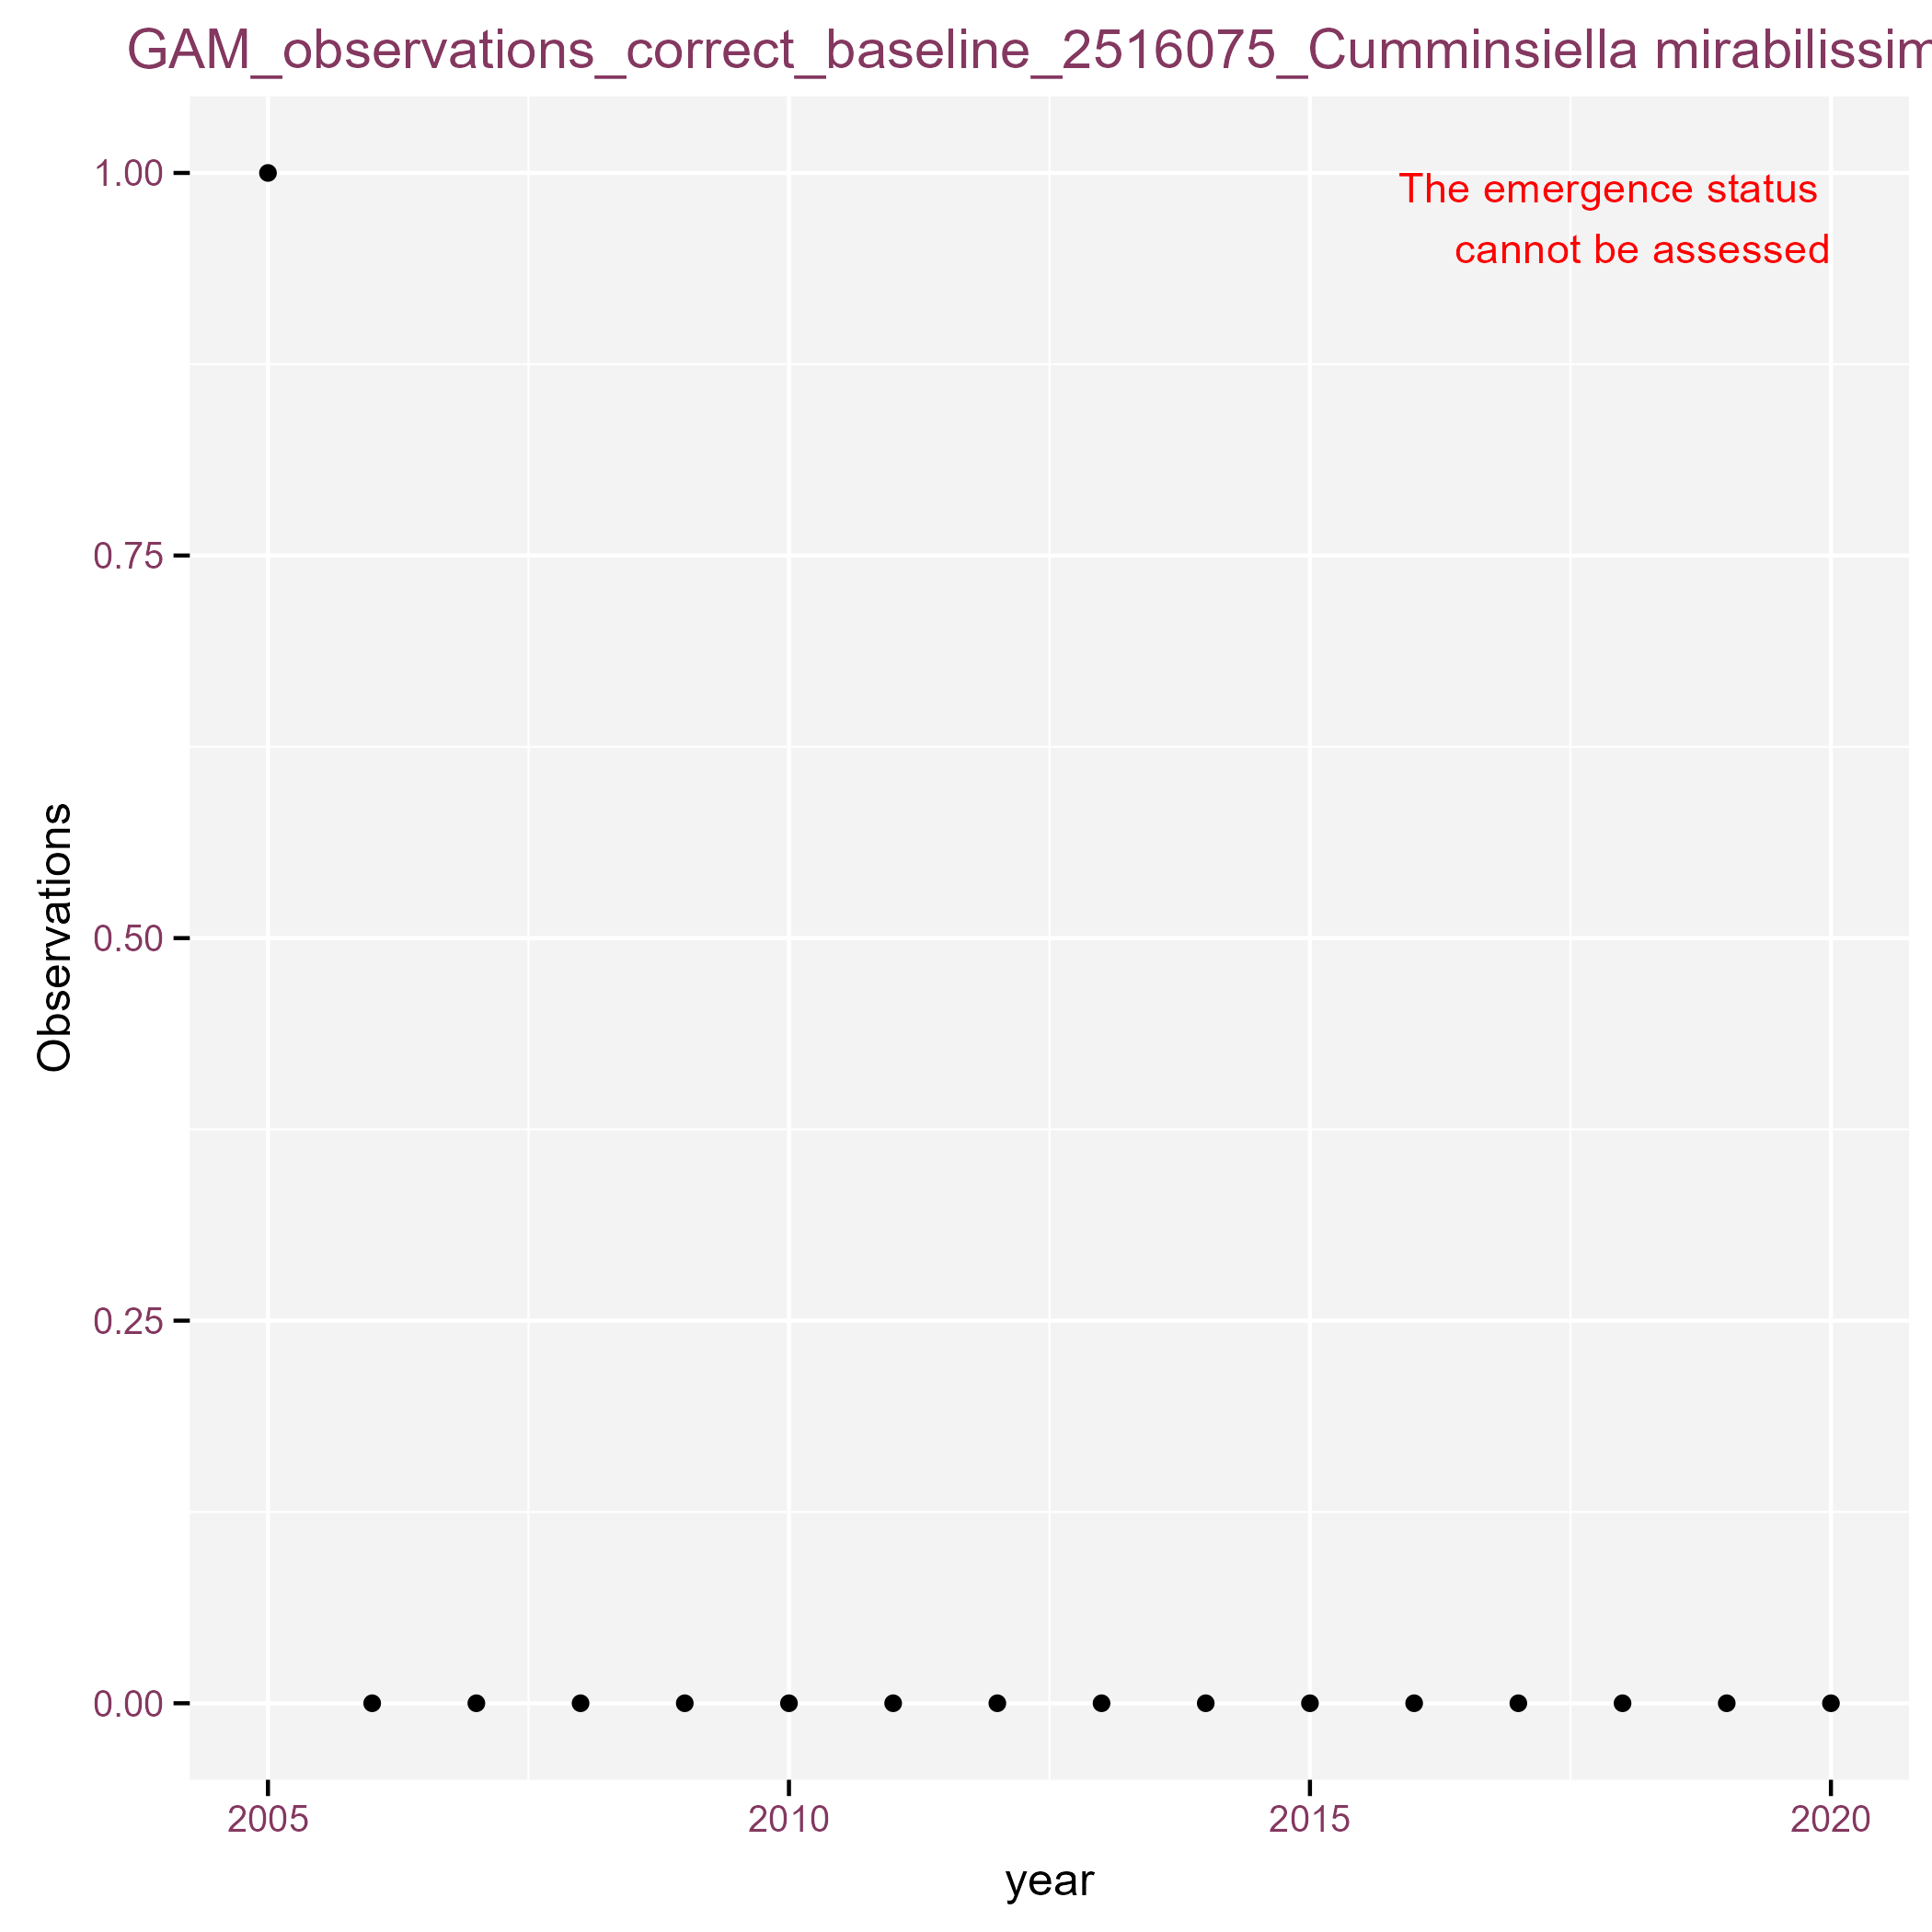 GAM_observations_correct_baseline_2516075_Cumminsiella mirabilissim
The emergence status
cannot be assessed
1.00
0.75
0.50
0.25
0.00
Observations
2005 2010 2015 2020
year